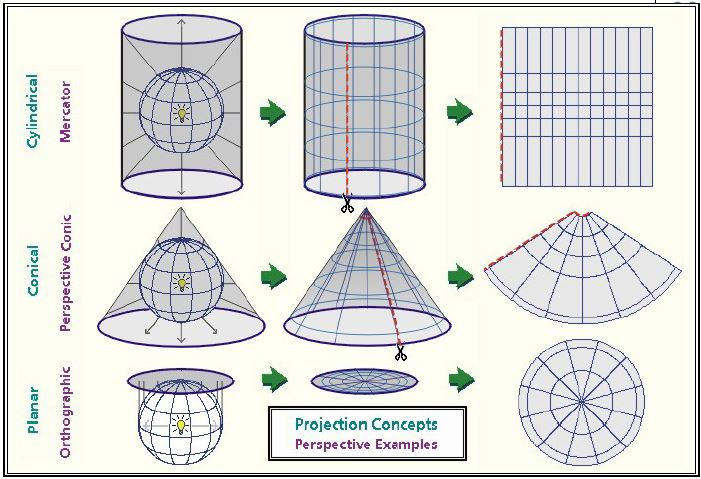 Cylindrical
Mercator
Conical
Perspective Conic
Planar
Orthographic
Projection Concepts
Perspective Examples